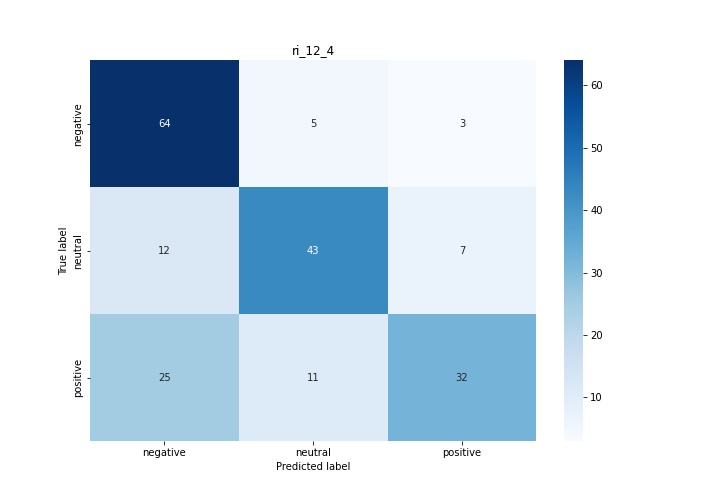 ri_12_4
True label
negative
64 5 3
60
50
neutral
12 43 7
40
30
positive
25 11 32
20
10
negative neutral positive
Predicted label